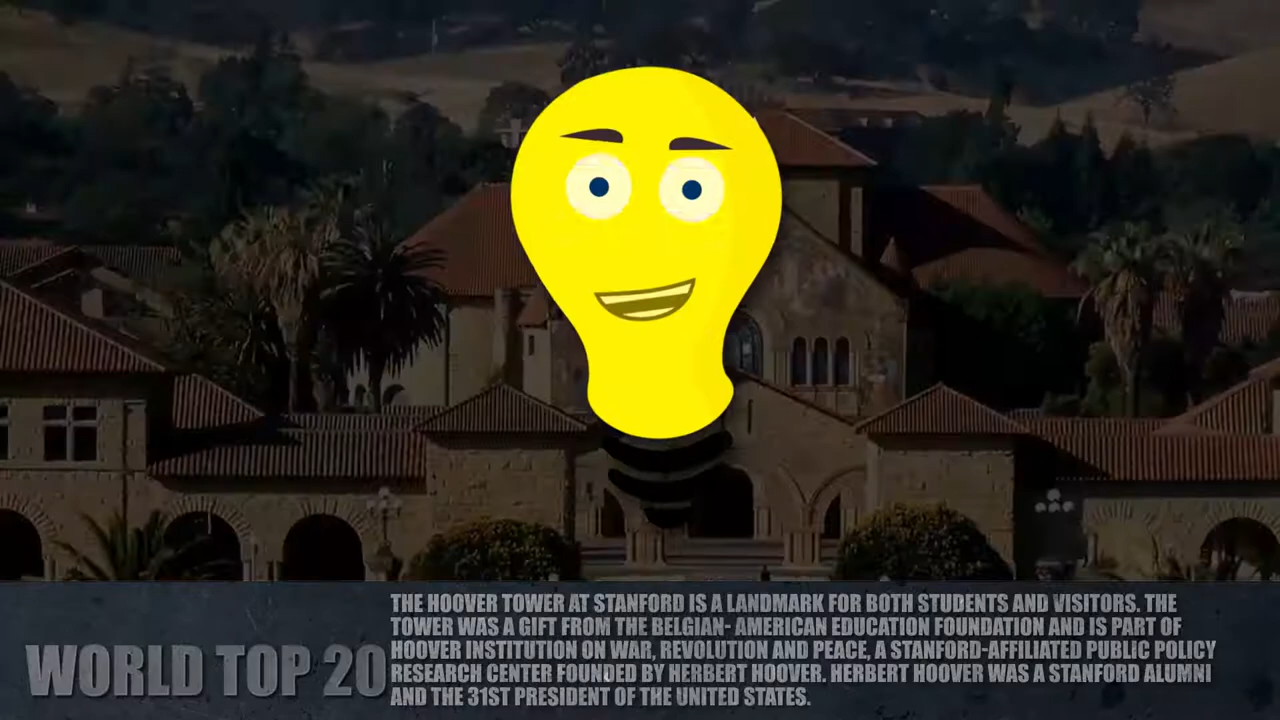 WORLD TOP 20
THE HOOVER TOWER AT STANFORD IS A LANDMARK FOR BOTH STUDENTS AND VISITORS. THE
TOWER WAS A GIFT FROM THE BELGIAN- AMERICAN EDUCATION FOUNDATION AND IS PART OF
HOOVER INSTITUTION ON WAR, REVOLUTION AND PEACE, A STANFORD-AFFILIATED PUBLIC POLICY
RESEARCH CENTER FOUNDED BY HERBERT HOOVER. HERBERT HOOVER WAS A STANFORD ALUMNI
AND THE 31ST PRESIDENT OF THE UNITED STATES.